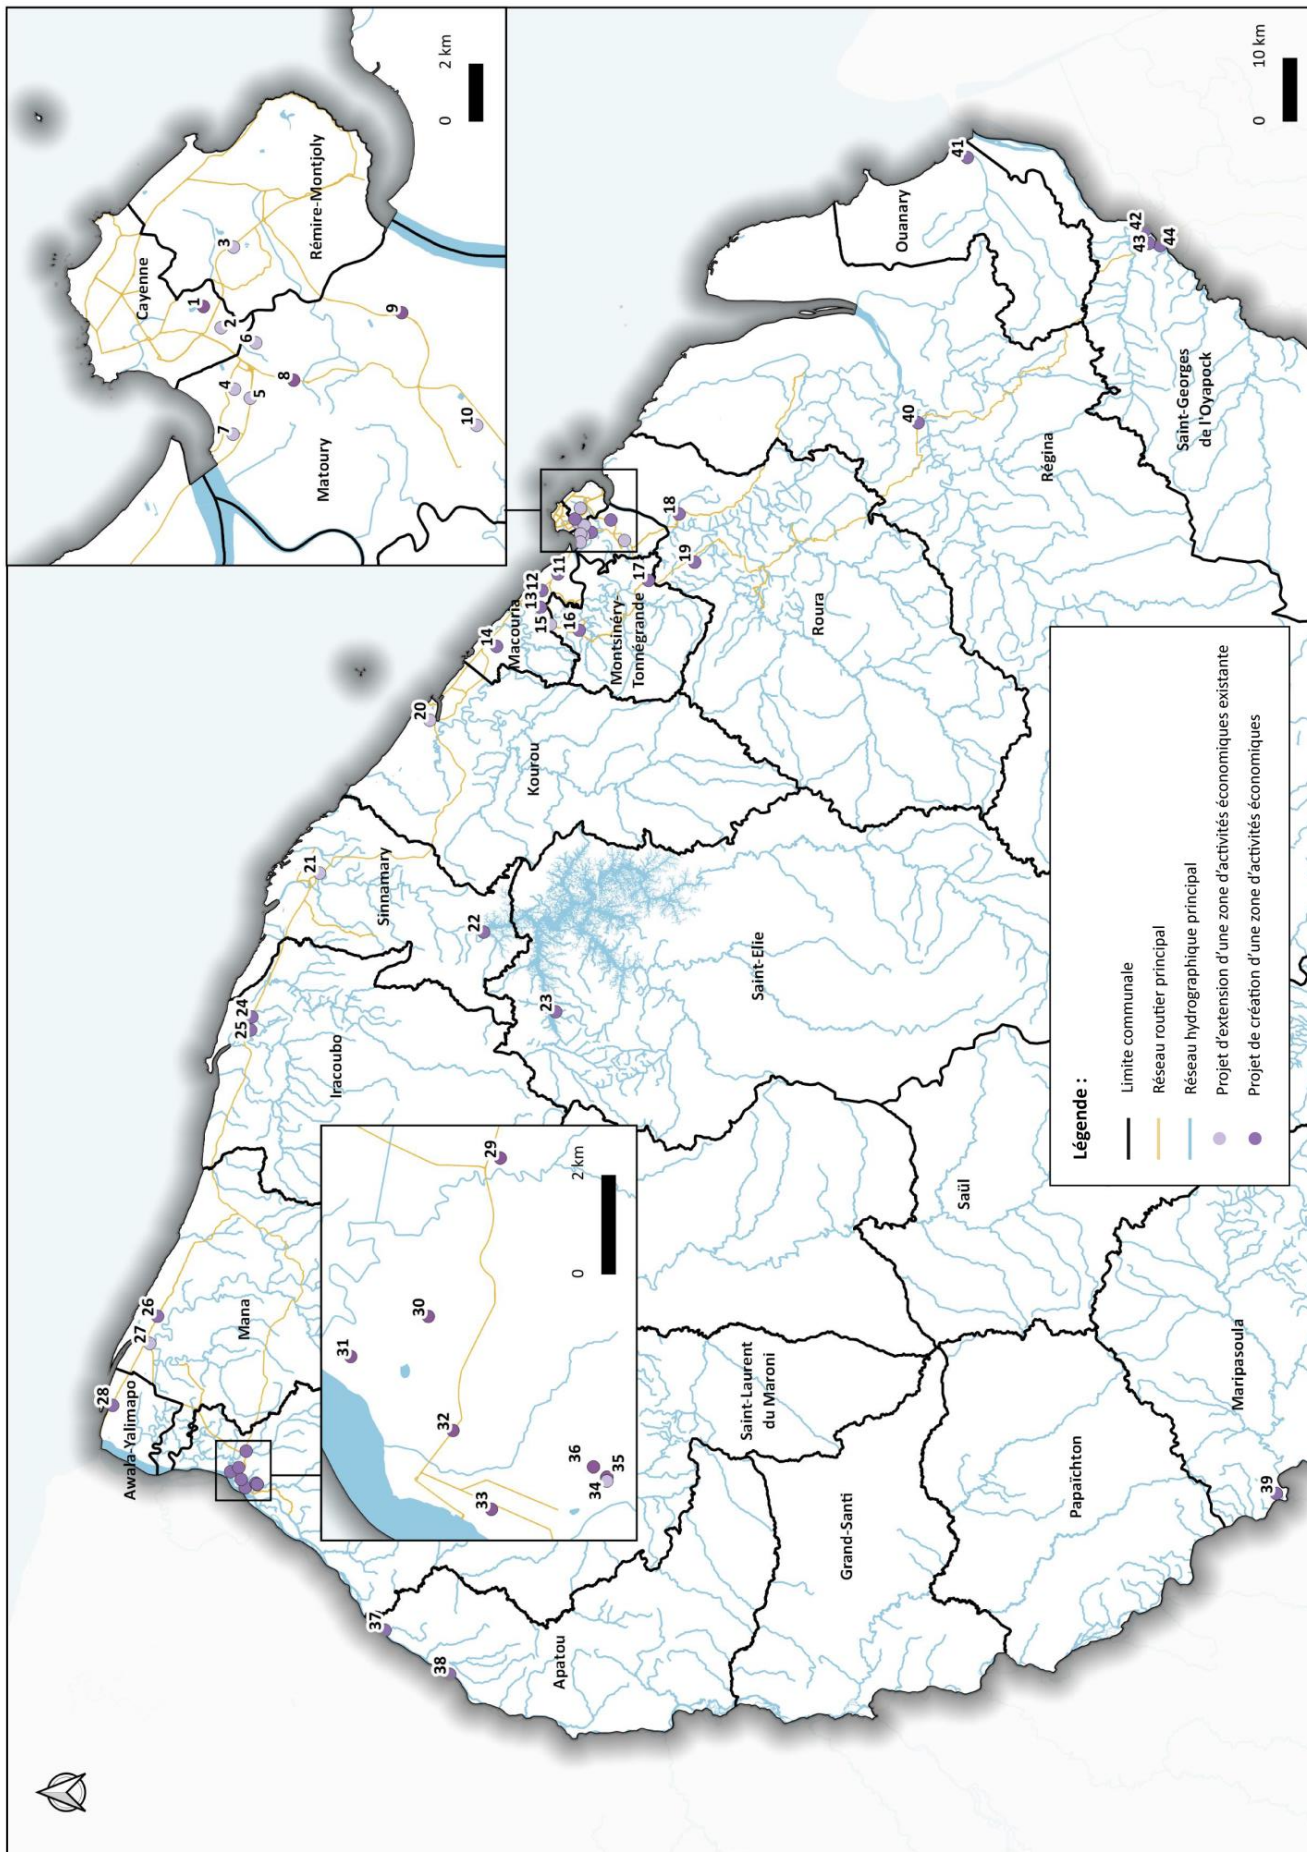 0 2 km
Cayenne
Rémire-Montjoly
Matoury
1
2
3
4
5
6
7
8
9
10
Awala-Yalimapo
Mana
Iracoubo
Sinnamary
Kourou
Macouria
Montsinéry-
Tonnégrande
Roura
Régina
Ouanary
Saint-Georges
de l'Oyapock
Saint-Elie
Saül
Saint-Laurent
du Maroni
Apatou
Grand-Santi
Papaïchton
Maripasoula
11
12
13
14
15
16
17
18
19
20
21
22
23
24
25
26
27
28
29
30
31
32
33
34
35
36
0 2 km
37
38
39
40
41
42
43
44
Légende :
Limite communale
Réseau routier principal
Réseau hydrographique principal
Projet d'extension d'une zone d'activités économiques existante
Projet de création d'une zone d'activités économiques
0 10 km